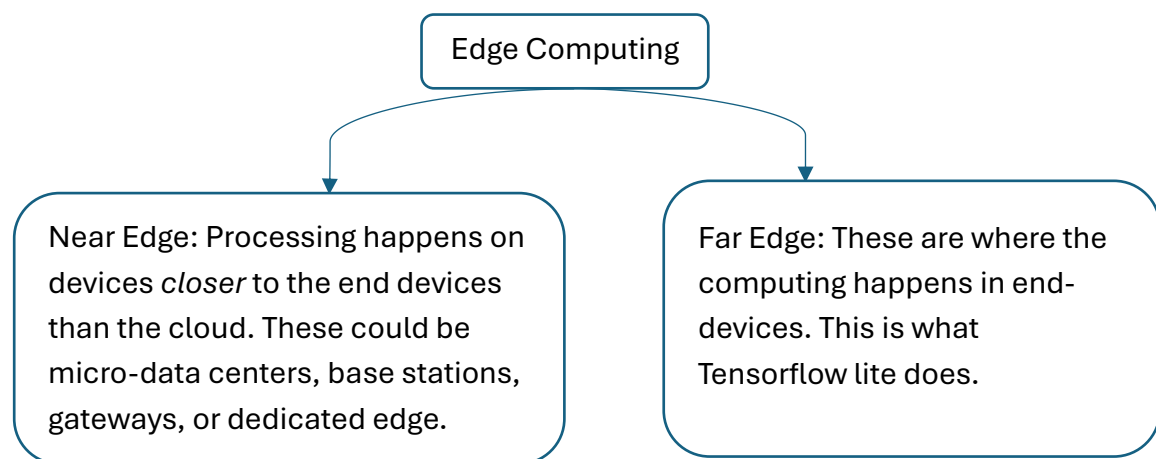 Edge Computing
Near Edge: Processing happens on
devices closer to the end devices
than the cloud. These could be
micro-data centers, base stations,
gateways, or dedicated edge.
Far Edge: These are where the
computing happens in end-
devices. This is what
Tensorflow lite does.